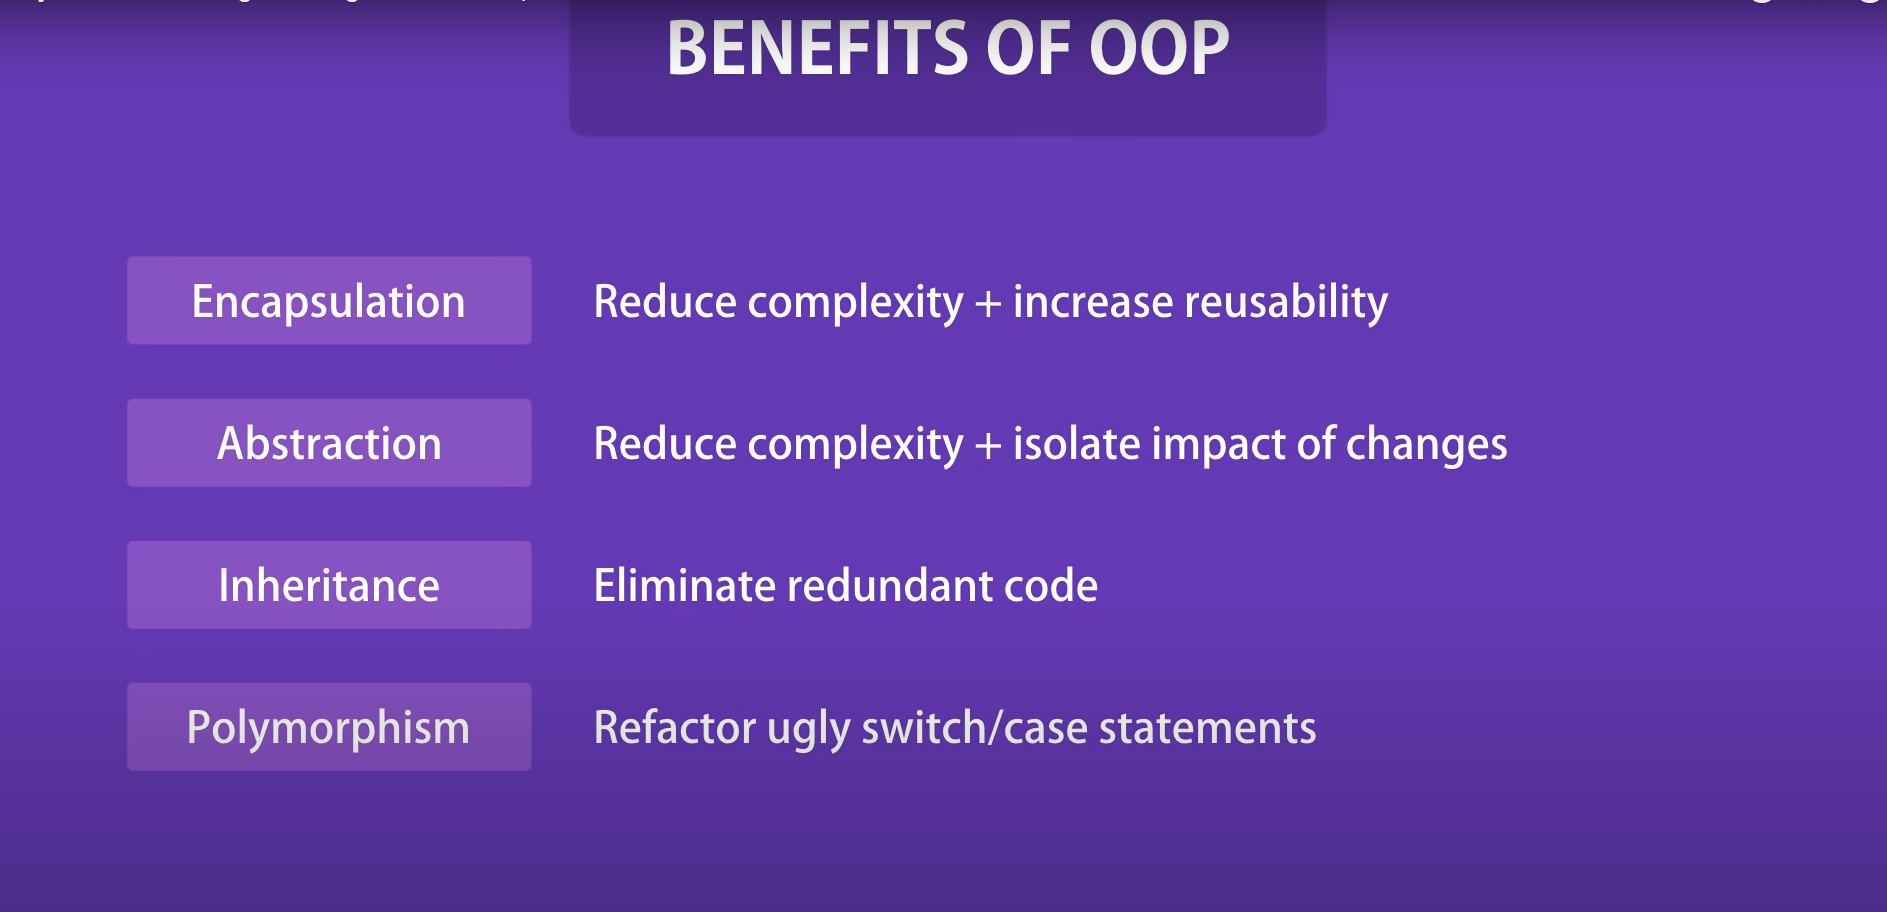 BENEFITS OF OOP
Encapsulation Reduce complexity + increase reusability
Abstraction Reduce complexity + isolate impact of changes
Inheritance Eliminate redundant code
Polymorphism Refactor ugly switch/case statements